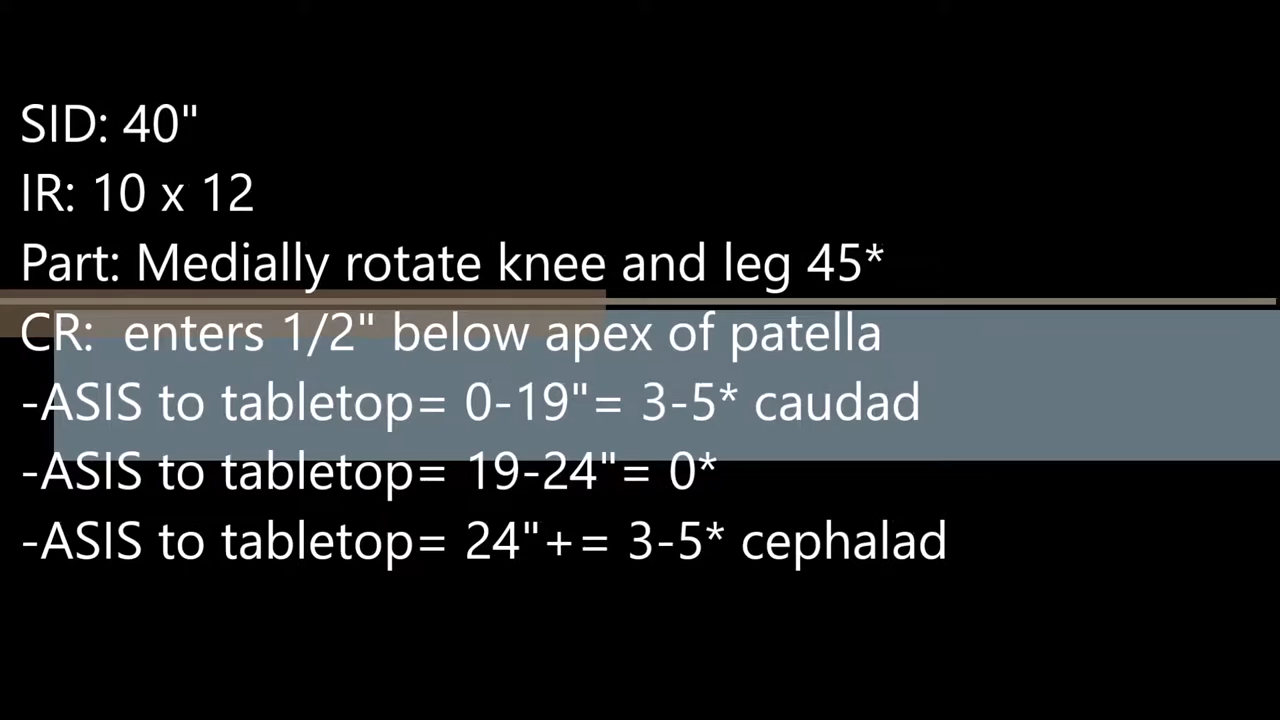 SID: 40"
IR: 10 x 12
Part: Medially rotate knee and leg 45*
CR:  enters 1/2" below apex of patella
-ASIS to tabletop= 0-19"= 3-5* caudad
-ASIS to tabletop= 19-24"= 0*
-ASIS to tabletop= 24"+= 3-5* cephalad